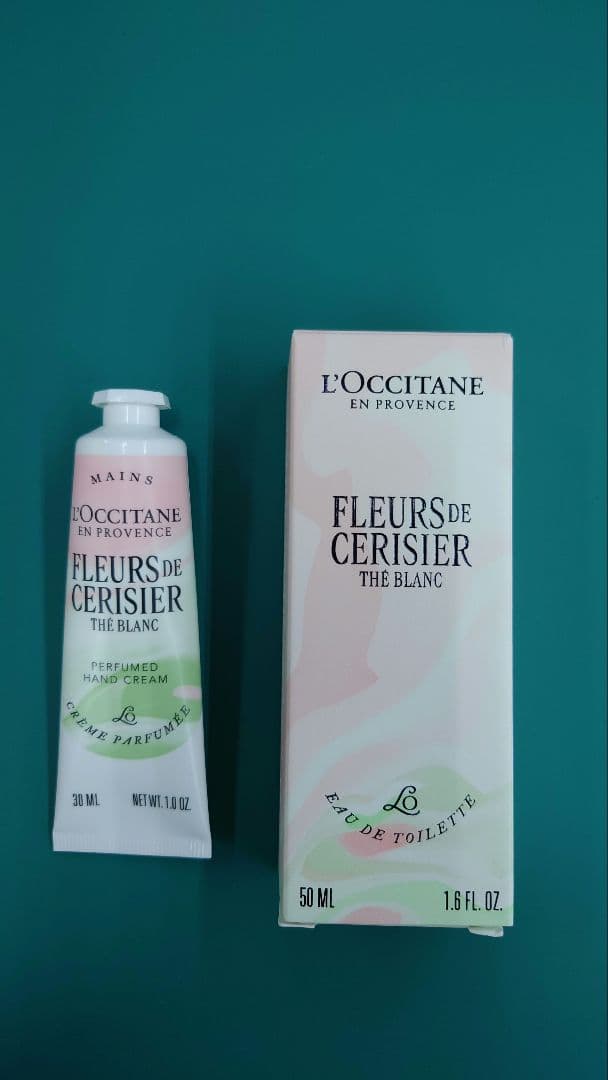 MAINS
L'OCCITANE
EN PROVENCE
FLEURS DE
CERISIER
THÉ BLANC
PERFUMED
HAND CREAM
LO
CRÈME PARFUMÉE
30 ML NET WT. 1.0 OZ.
L'OCCITANE
EN PROVENCE
FLEURS DE
CERISIER
THÉ BLANC
LO
EAU DE TOILETTE
50 ML 1.6 FL. OZ.